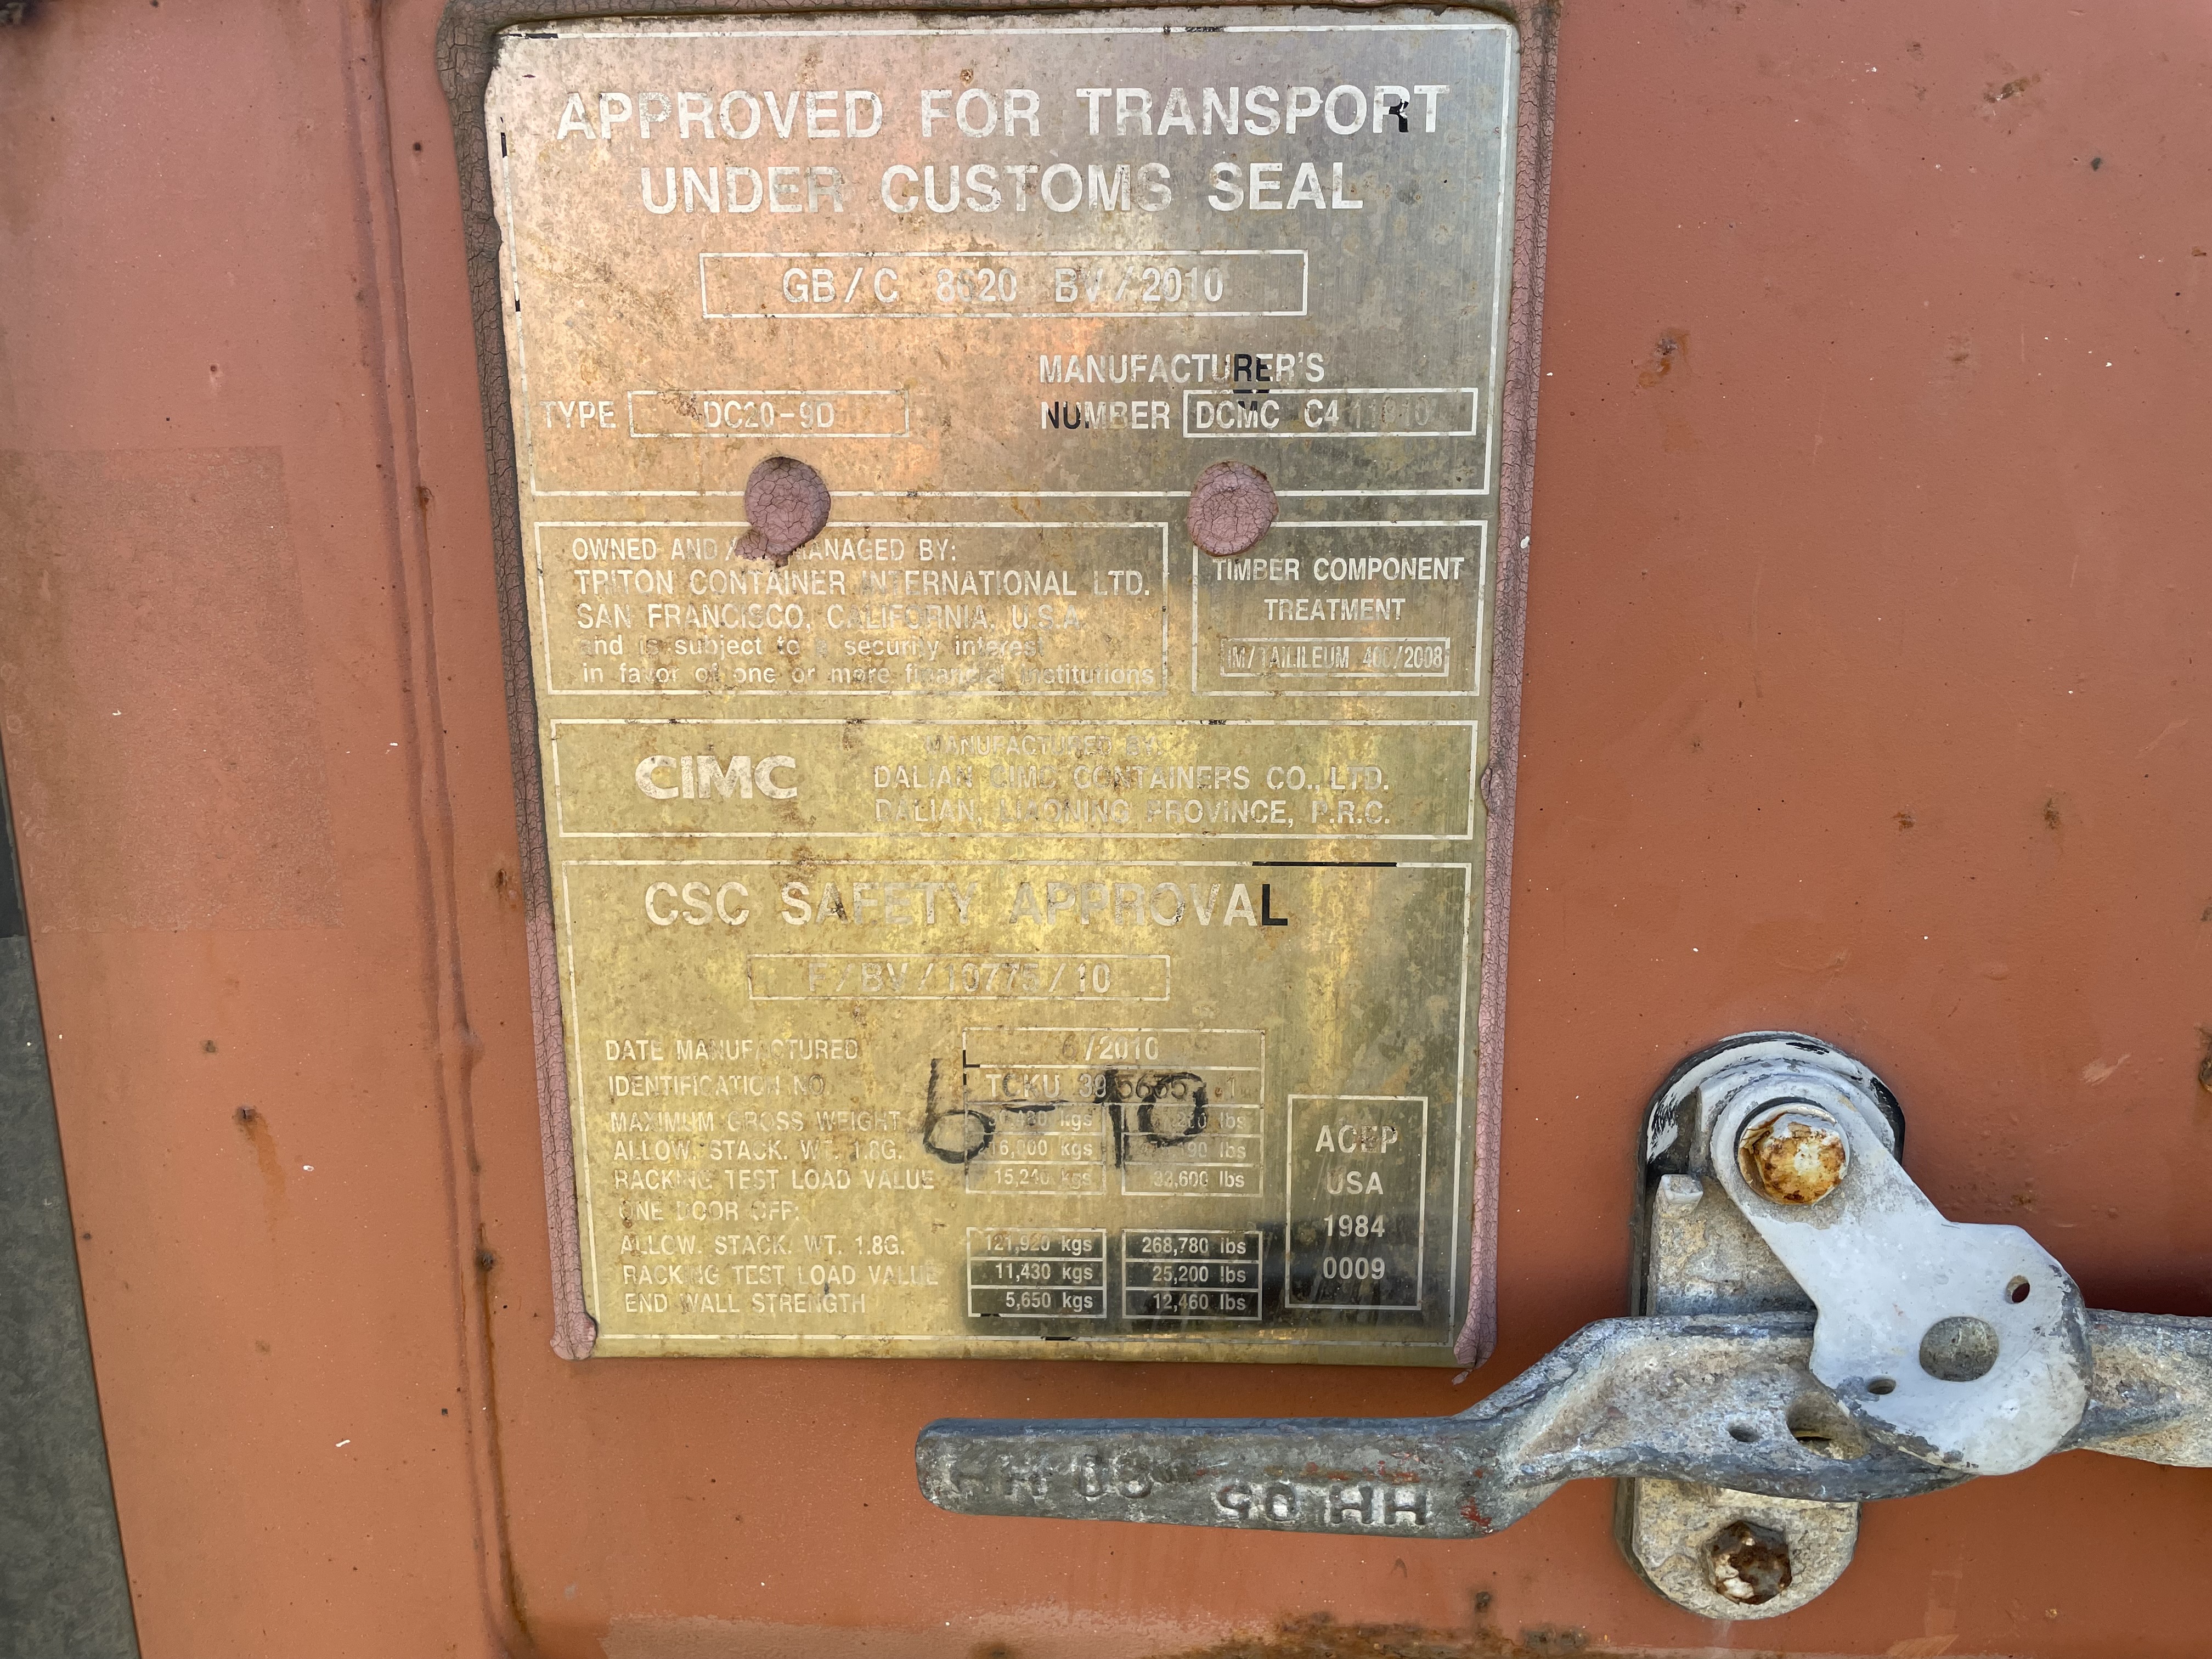 APPROVED FOR TRANSPORT
UNDER CUSTOMS SEAL
GB/C 8620 BV/2010
TYPE DC20-9D
MANUFACTURER'S
NUMBER DCMC C4
OWNED AND MANAGED BY:
TRITON CONTAINER INTERNATIONAL LTD.
SAN FRANCISCO, CALIFORNIA, U.S.A.
and is subject to a security interest
in favor of one or more financial institutions
TIMBER COMPONENT
TREATMENT
IM/TAILILEUM 400/2008
CIMC
MANUFACTURED BY:
DALIAN CIMC CONTAINERS CO., LTD.
DALIAN, LIAONING PROVINCE, P.R.C.
CSC SAFETY APPROVAL
F/BV/10775/10
DATE MANUFACTURED 6/2010
IDENTIFICATION NO. TCKU
6-10
MAXIMUM GROSS WEIGHT kgs lbs
ALLOW. STACK. WT. 1.8G. kgs lbs
RACKING TEST LOAD VALUE 15,240 kgs 33,600 lbs
ONE DOOR OFF:
ALLOW. STACK. WT. 1.8G. 121,920 kgs 268,780 lbs
RACKING TEST LOAD VALUE 11,430 kgs 25,200 lbs
END WALL STRENGTH 5,650 kgs 12,460 lbs
ACEP
USA
1984
0009
HH 05